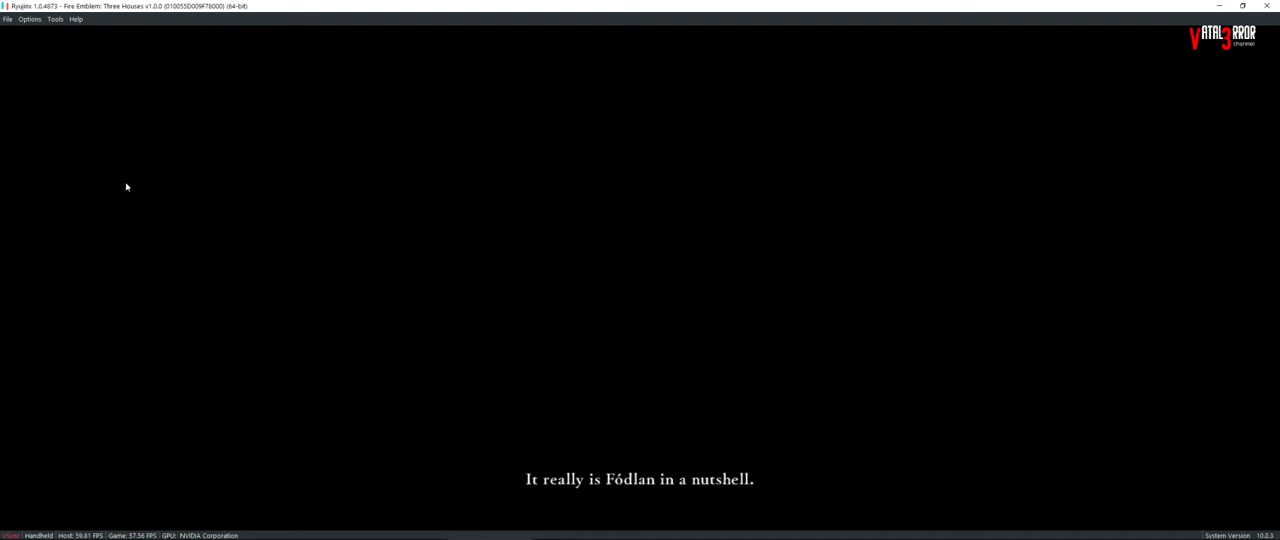 Ryujinx 1.0.4873 - Fire Emblem: Three Houses v1.0.0 (010055D009F78000) (64-bit)
File Options Tools Help
VATAL3RROR
channel
It really is Fódlan in a nutshell.
VSync Handheld Host: 59.81 FPS Game: 57.56 FPS GPU: NVIDIA Corporation System Version 10.0.3